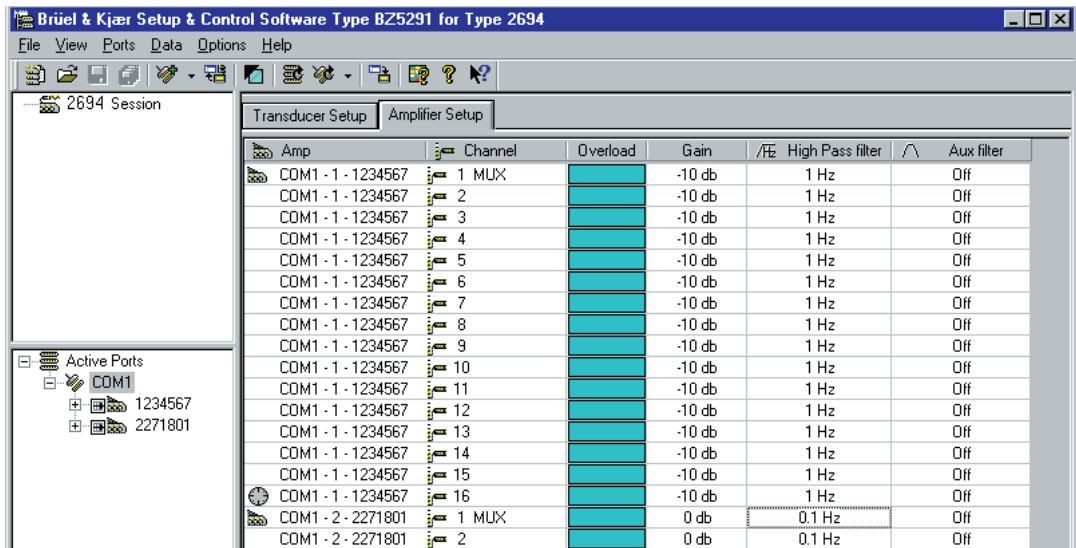 Brüel & Kjær Setup & Control Software Type BZ5291 for Type 2694
File View Ports Data Options Help
2694 Session
Transducer Setup Amplifier Setup
Amp Channel Overload Gain High Pass filter Aux filter
COM1 - 1 - 1234567 1 MUX -10 db 1 Hz Off
COM1 - 1 - 1234567 2 -10 db 1 Hz Off
COM1 - 1 - 1234567 3 -10 db 1 Hz Off
COM1 - 1 - 1234567 4 -10 db 1 Hz Off
COM1 - 1 - 1234567 5 -10 db 1 Hz Off
COM1 - 1 - 1234567 6 -10 db 1 Hz Off
COM1 - 1 - 1234567 7 -10 db 1 Hz Off
COM1 - 1 - 1234567 8 -10 db 1 Hz Off
COM1 - 1 - 1234567 9 -10 db 1 Hz Off
COM1 - 1 - 1234567 10 -10 db 1 Hz Off
COM1 - 1 - 1234567 11 -10 db 1 Hz Off
COM1 - 1 - 1234567 12 -10 db 1 Hz Off
COM1 - 1 - 1234567 13 -10 db 1 Hz Off
COM1 - 1 - 1234567 14 -10 db 1 Hz Off
COM1 - 1 - 1234567 15 -10 db 1 Hz Off
COM1 - 1 - 1234567 16 -10 db 1 Hz Off
COM1 - 2 - 2271801 1 MUX 0 db 0.1 Hz Off
COM1 - 2 - 2271801 2 0 db 0.1 Hz Off
Active Ports
COM1
1234567
2271801